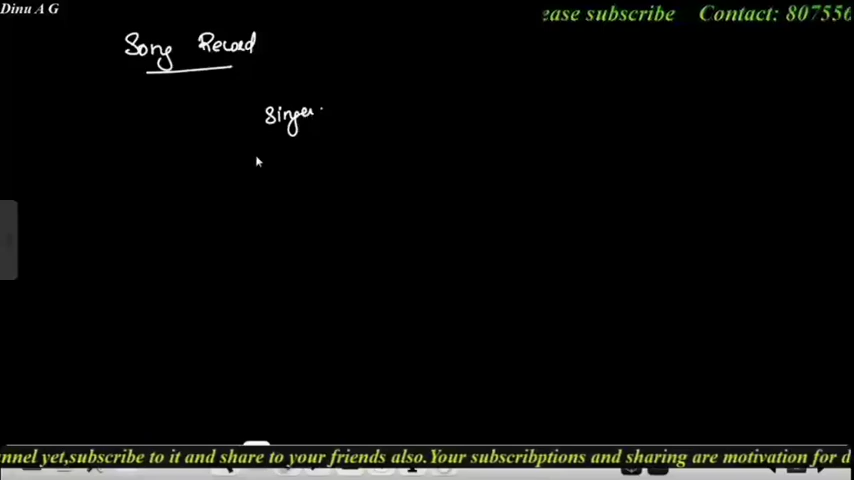 Dinu A G
ease subscribe Contact: 807556
Song Record
Singer
nnel yet,subscribe to it and share to your friends also.Your subscribptions and sharing are motivation for d